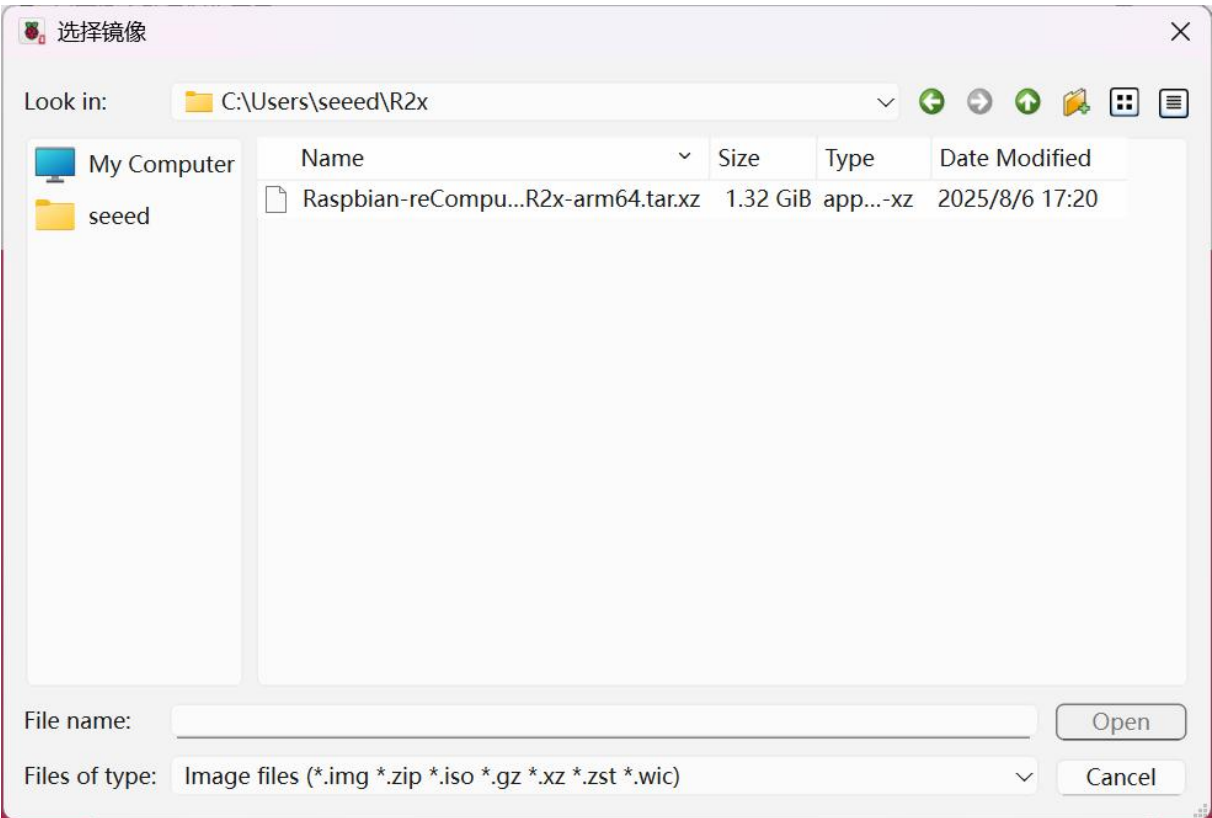 选择镜像
Look in: C:\Users\seeed\R2x
My Computer
seeed
Name Size Type Date Modified
Raspbian-reCompu...R2x-arm64.tar.xz 1.32 GiB app...-xz 2025/8/6 17:20
File name: Open
Files of type: Image files (*.img *.zip *.iso *.gz *.xz *.zst *.wic) Cancel